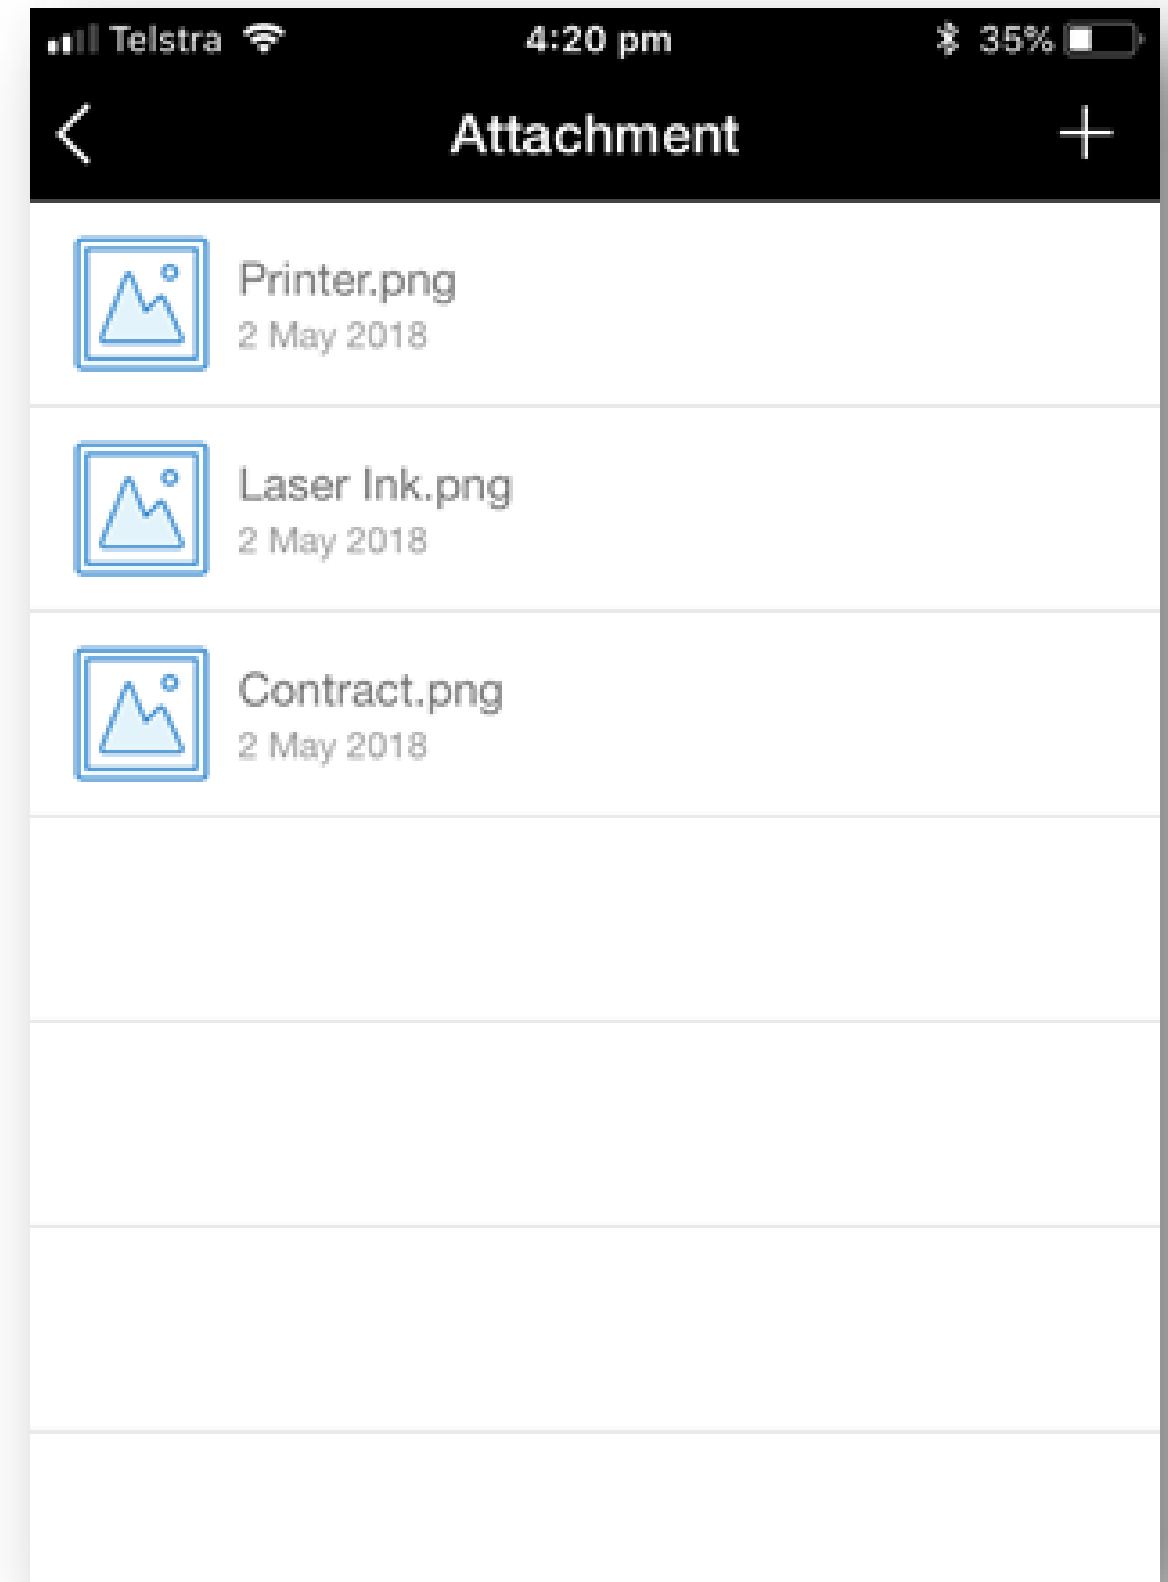 Telstra 4:20 pm 35%
Attachment
Printer.png
2 May 2018
Laser Ink.png
2 May 2018
Contract.png
2 May 2018